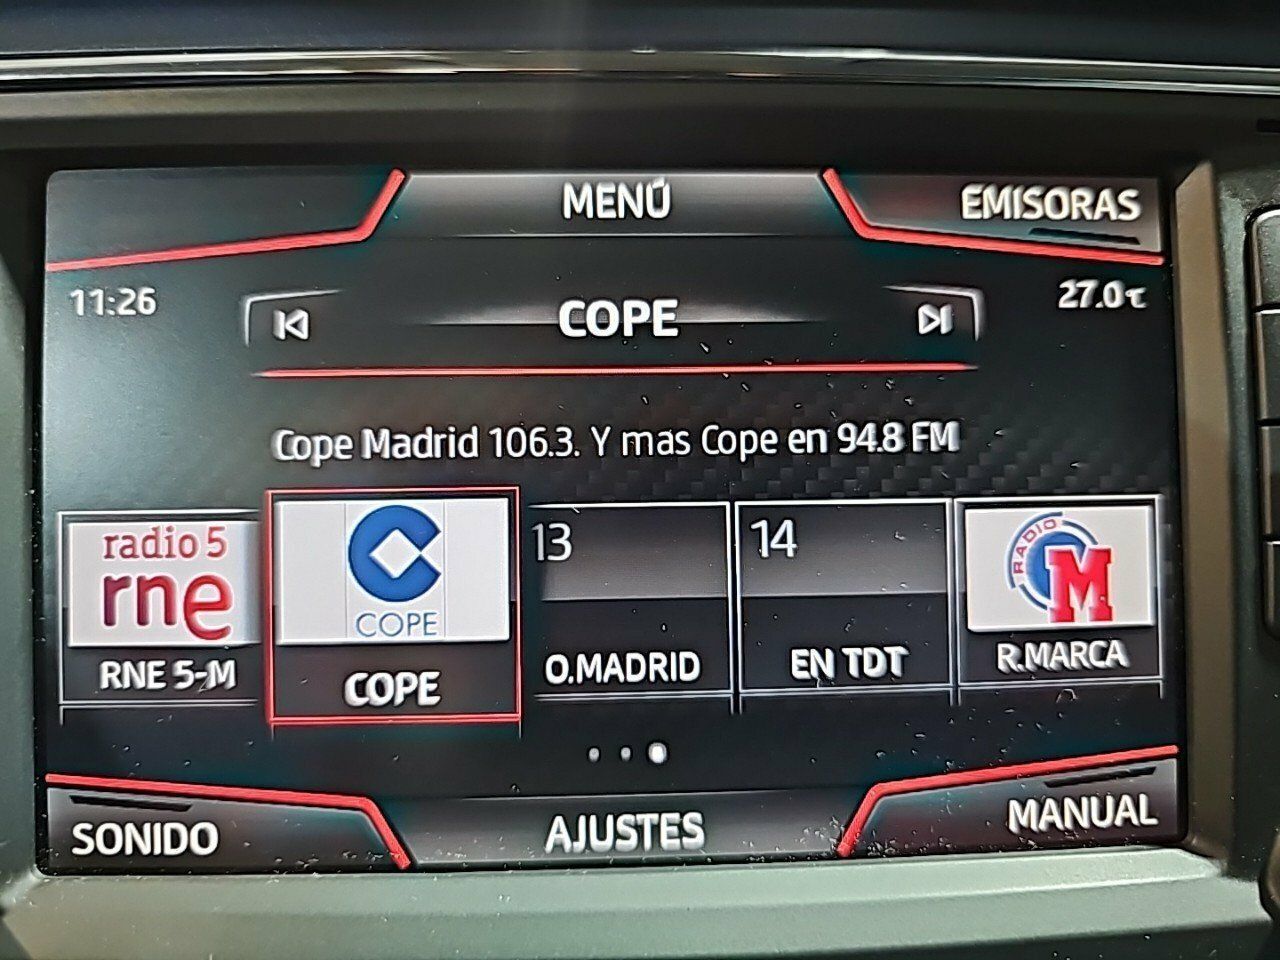 MENÚ
EMISORAS
11:26
COPE
27.0℃
Cope Madrid 106.3. Y mas Cope en 94.8 FM
radio 5
rne
RNE 5-M
COPE
COPE
13
O.MADRID
14
EN TDT
RADIO
M
R.MARCA
SONIDO
AJUSTES
MANUAL